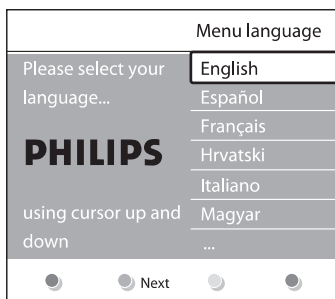 Menu language
Please select your
language...
PHILIPS
using cursor up and
down
English
Español
Français
Hrvatski
Italiano
Magyar
...
Next